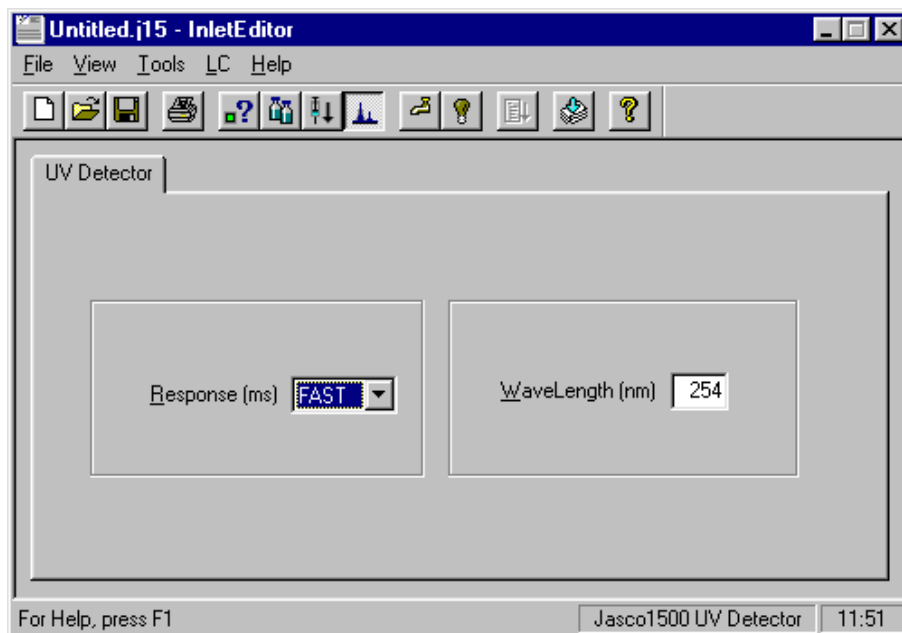 Untitled.j15 - InletEditor
File View Tools LC Help
UV Detector
Response (ms) FAST
WaveLength (nm) 254
For Help, press F1
Jasco1500 UV Detector
11:51